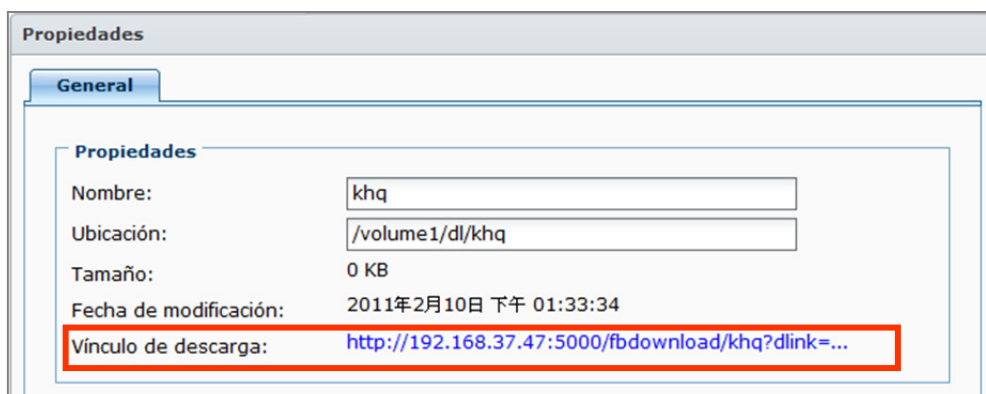 Propiedades
General
Propiedades
Nombre: khq
Ubicación: /volume1/dl/khq
Tamaño: 0 KB
Fecha de modificación: 2011年2月10日 下午 01:33:34
Vínculo de descarga: http://192.168.37.47:5000/fbdownload/khq?dlink=...